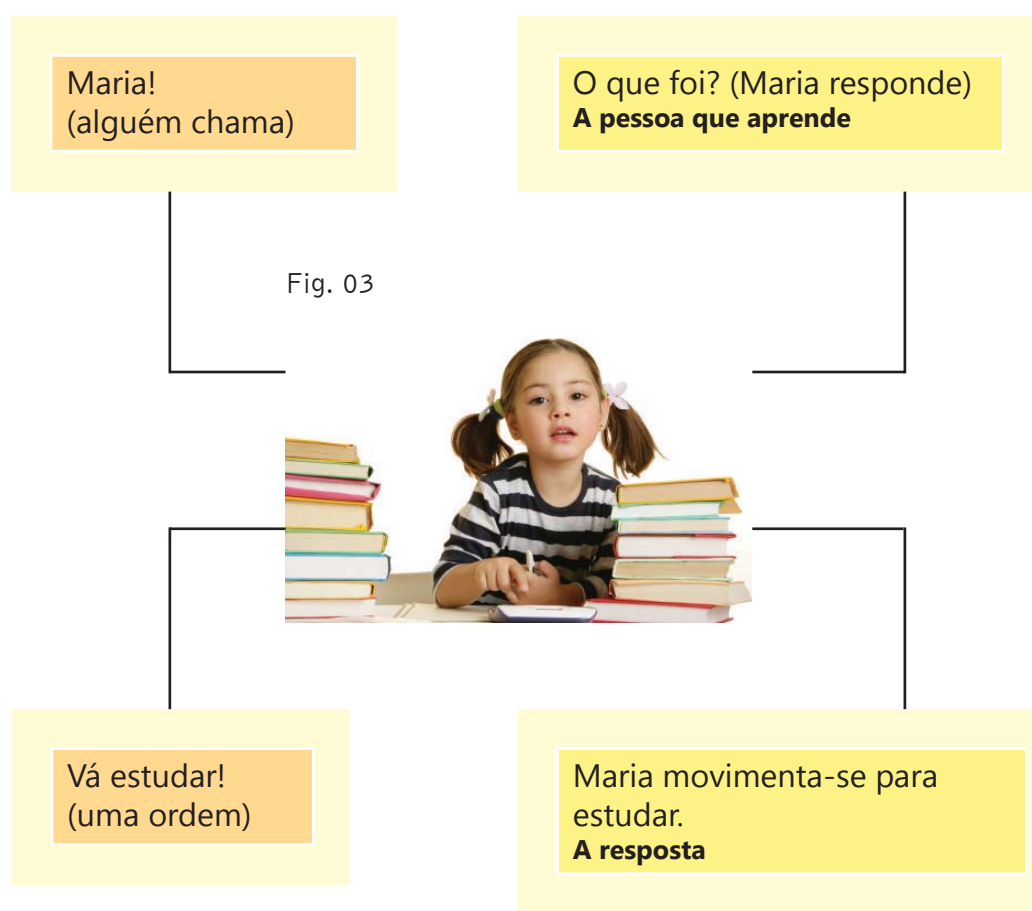 Maria!
(alguém chama)
O que foi? (Maria responde)
A pessoa que aprende
Fig. 03
Vá estudar!
(uma ordem)
Maria movimenta-se para
estudar.
A resposta